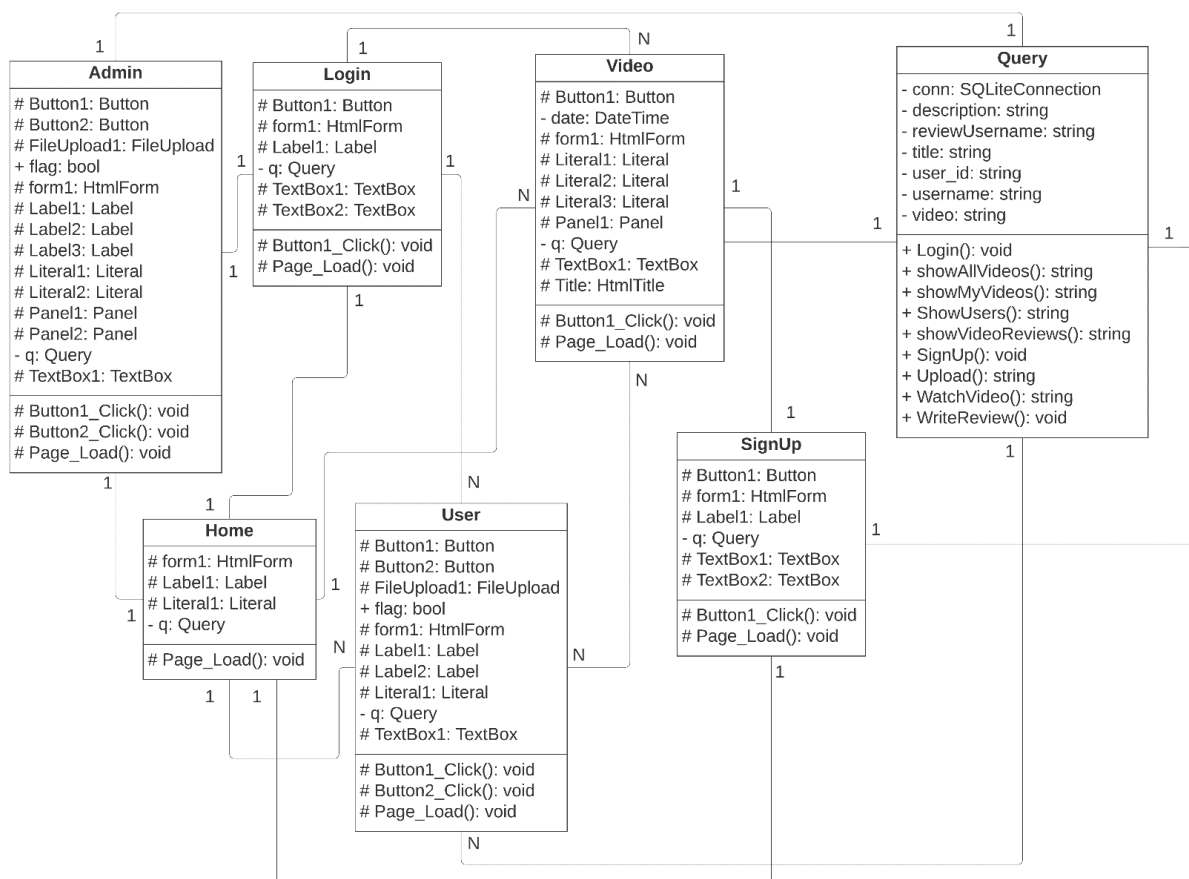 1
1
1
N
Admin
# Button1: Button
# Button2: Button
# FileUpload1: FileUpload
+ flag: bool
# form1: HtmlForm
# Label1: Label
# Label2: Label
# Label3: Label
# Literal1: Literal
# Literal2: Literal
# Panel1: Panel
# Panel2: Panel
- q: Query
# TextBox1: TextBox
# Button1_Click(): void
# Button2_Click(): void
# Page_Load(): void
1
1
1
Login
# Button1: Button
# form1: HtmlForm
# Label1: Label
- q: Query
# TextBox1: TextBox
# TextBox2: TextBox
# Button1_Click(): void
# Page_Load(): void
1
1
N
Video
# Button1: Button
- date: DateTime
# form1: HtmlForm
# Literal1: Literal
# Literal2: Literal
# Literal3: Literal
# Panel1: Panel
- q: Query
# TextBox1: TextBox
# Title: HtmlTitle
# Button1_Click(): void
# Page_Load(): void
1
N
1
Query
- conn: SQLiteConnection
- description: string
- reviewUsername: string
- title: string
- user_id: string
- username: string
- video: string
+ Login(): void
+ showAllVideos(): string
+ showMyVideos(): string
+ ShowUsers(): string
+ showVideoReviews(): string
+ SignUp(): void
+ Upload(): string
+ WatchVideo(): string
+ WriteReview(): void
1
1
1
Home
# form1: HtmlForm
# Label1: Label
# Literal1: Literal
- q: Query
# Page_Load(): void
1
1
1
1
N
N
User
# Button1: Button
# Button2: Button
# FileUpload1: FileUpload
+ flag: bool
# form1: HtmlForm
# Label1: Label
# Label2: Label
# Literal1: Literal
- q: Query
# TextBox1: TextBox
# Button1_Click(): void
# Button2_Click(): void
# Page_Load(): void
N
N
1
SignUp
# Button1: Button
# form1: HtmlForm
# Label1: Label
- q: Query
# TextBox1: TextBox
# TextBox2: TextBox
# Button1_Click(): void
# Page_Load(): void
1
1